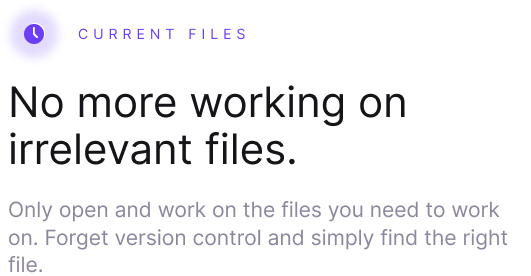 CURRENT FILES
No more working on
irrelevant files.
Only open and work on the files you need to work
on. Forget version control and simply find the right
file.